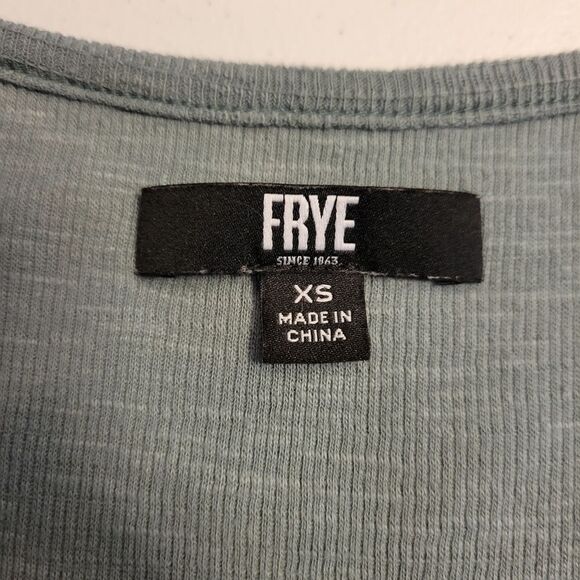 FRYE
SINCE 1863.
XS
MADE IN
CHINA